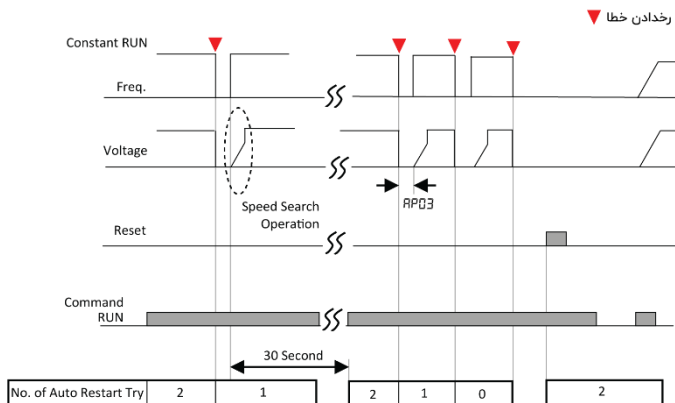 رخدادن خطا
Constant RUN
Freq.
Voltage
Speed Search
Operation
AP03
Reset
Command
RUN
30 Second
No. of Auto Restart Try 2 1 2 1 0 2